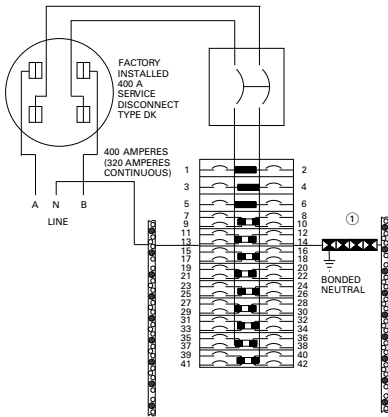 FACTORY
INSTALLED
400 A
SERVICE
DISCONNECT
TYPE DK
400 AMPERES
(320 AMPERES
CONTINUOUS)
A N B
LINE
1 2
3 4
5 6
7 8
9 10
11 12
13 14
15 16
17 18
19 20
21 22
23 24
25 26
27 28
29 30
31 32
33 34
35 36
37 38
39 40
41 42
1
BONDED
NEUTRAL